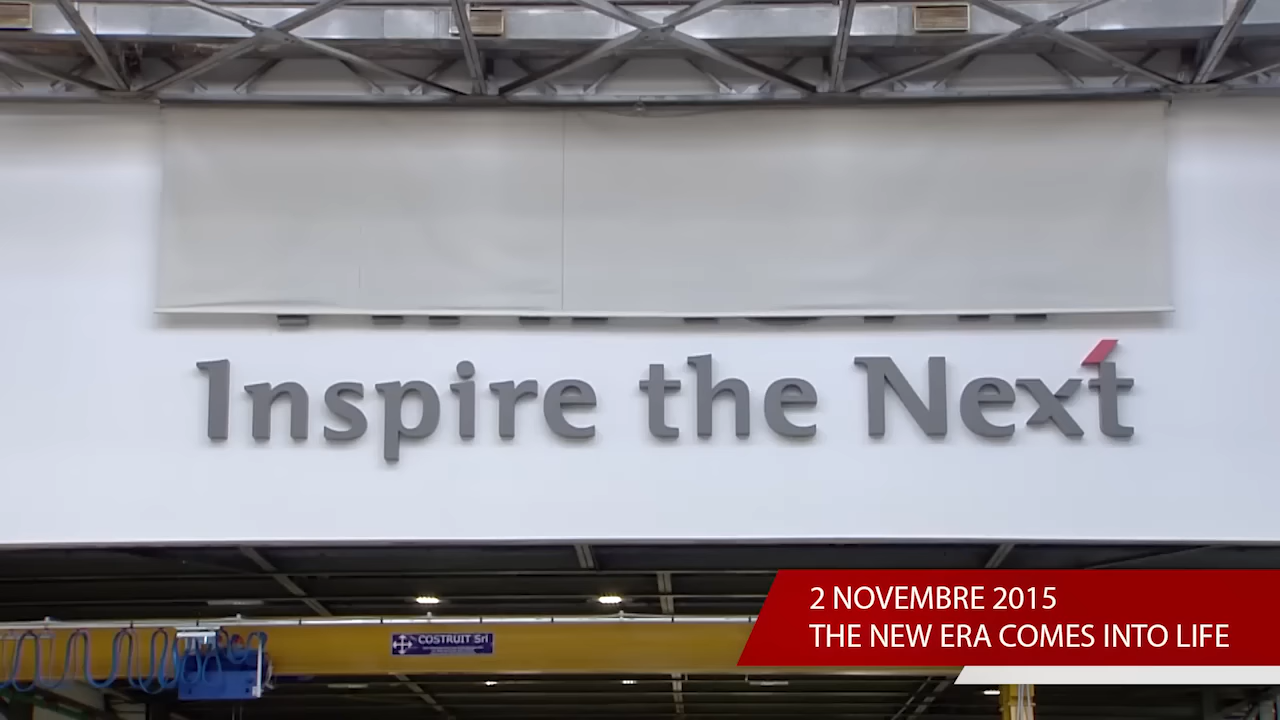 Inspire the Next
2 NOVEMBRE 2015
THE NEW ERA COMES INTO LIFE
COSTRUIT Srl